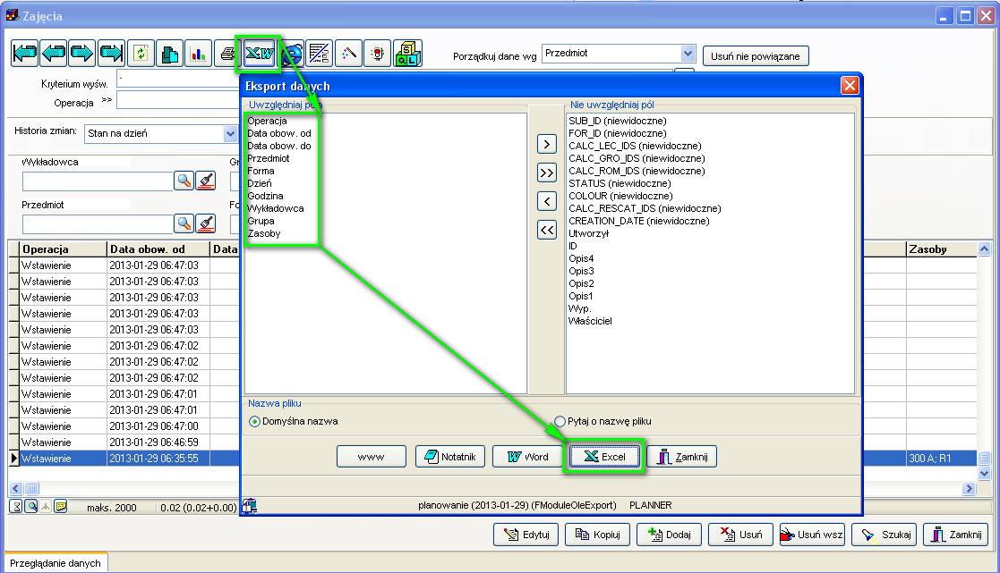 Zajęcia
Porządkuj dane wg
Przedmiot
Usuń nie powiązane
Kryterium wyśw.
Operacja >>
Historia zmian:
Stan na dzień
Wykładowca
Przedmiot
Eksport danych
Uwzględniaj pola
Operacja
Data obow. od
Data obow. do
Przedmiot
Forma
Dzień
Godzina
Wykładowca
Grupa
Zasoby
>
>>
<
<<
Nie uwzględniaj pól
SUB_ID (niewidoczne)
FOR_ID (niewidoczne)
CALC_LEC_IDS (niewidoczne)
CALC_GRO_IDS (niewidoczne)
CALC_ROM_IDS (niewidoczne)
STATUS (niewidoczne)
COLOUR (niewidoczne)
CALC_RESCAT_IDS (niewidoczne)
CREATION_DATE (niewidoczne)
Utworzył
ID
Opis4
Opis3
Opis2
Opis1
Wyp.
Właściciel
Nazwa pliku
Domyślna nazwa
Pytaj o nazwę pliku
www
Notatnik
Word
Excel
Zamknij
planowanie (2013-01-29) (FModuleOleExport) PLANNER
Operacja Data obow. od Data Zasoby
Wstawienie 2013-01-29 06:47:03
Wstawienie 2013-01-29 06:47:03
Wstawienie 2013-01-29 06:47:03
Wstawienie 2013-01-29 06:47:03
Wstawienie 2013-01-29 06:47:03
Wstawienie 2013-01-29 06:47:02
Wstawienie 2013-01-29 06:47:02
Wstawienie 2013-01-29 06:47:02
Wstawienie 2013-01-29 06:47:01
Wstawienie 2013-01-29 06:47:01
Wstawienie 2013-01-29 06:47:00
Wstawienie 2013-01-29 06:46:59
Wstawienie 2013-01-29 06:35:55 300 A; R1
maks. 2000 0.02 (0.02+0.00)
Edytuj
Kopiuj
Dodaj
Usuń
Usuń wsz
Szukaj
Zamknij
Przeglądanie danych